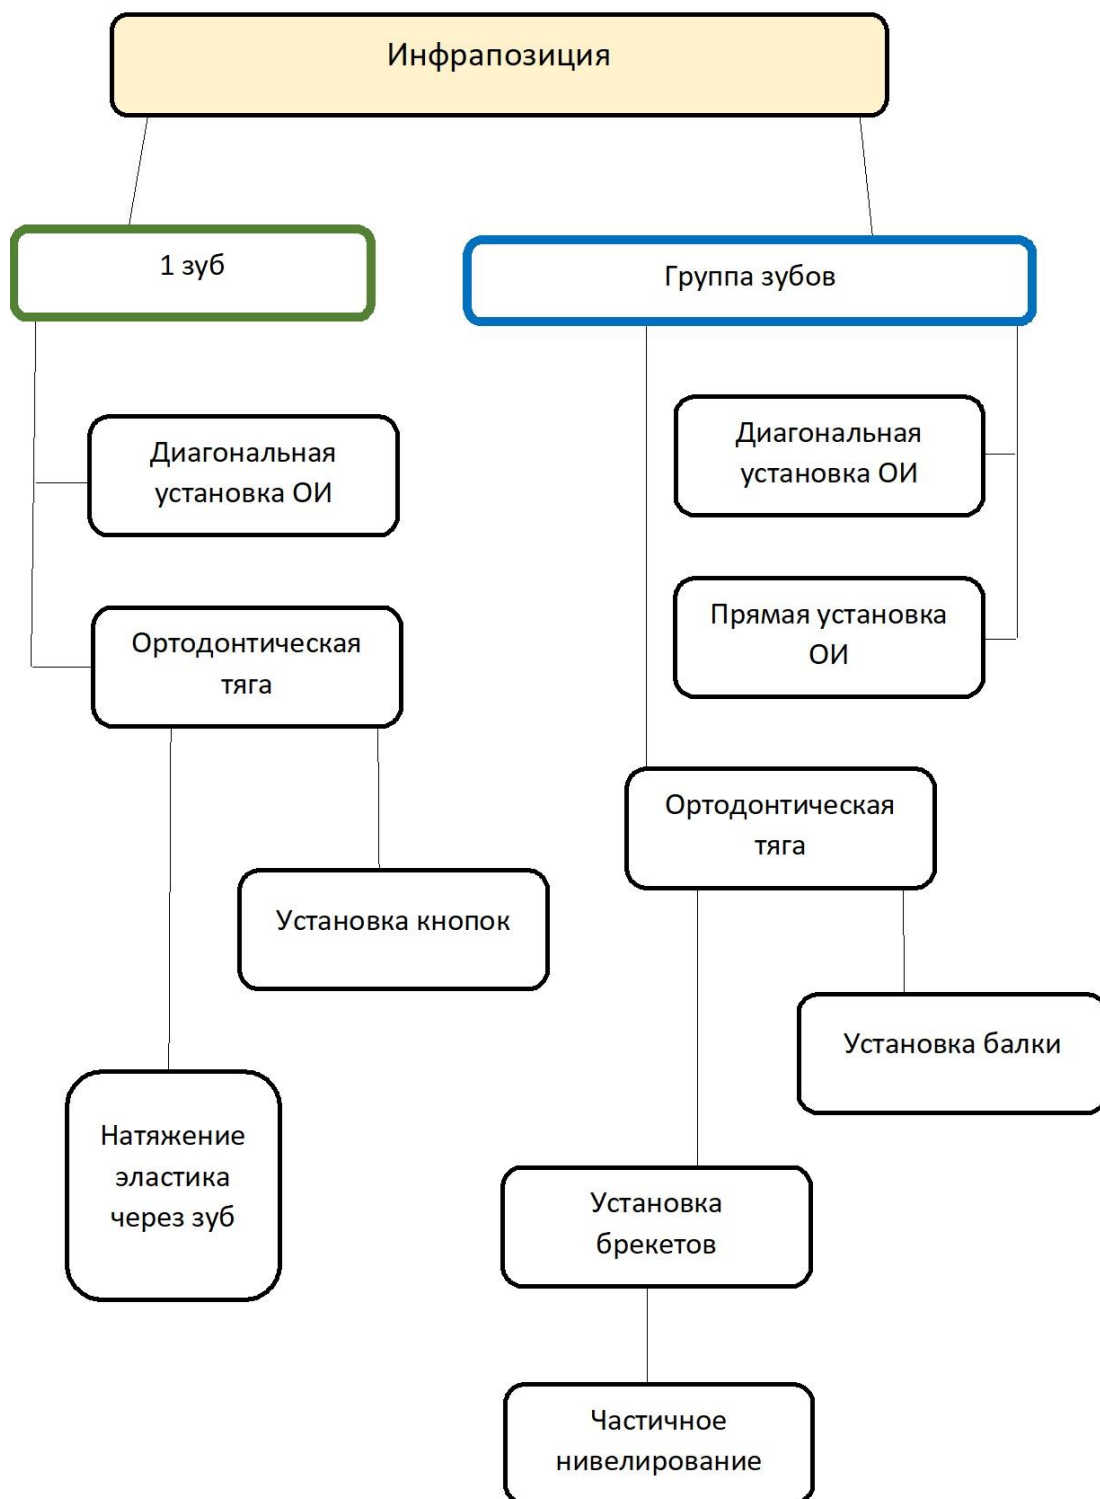 Инфрапозиция
1 зуб
Группа зубов
Диагональная
установка ОИ
Диагональная
установка ОИ
Ортодонтическая
тяга
Прямая установка
ОИ
Ортодонтическая
тяга
Установка кнопок
Установка балки
Натяжение
эластика
через зуб
Установка
брекетов
Частичное
нивелирование